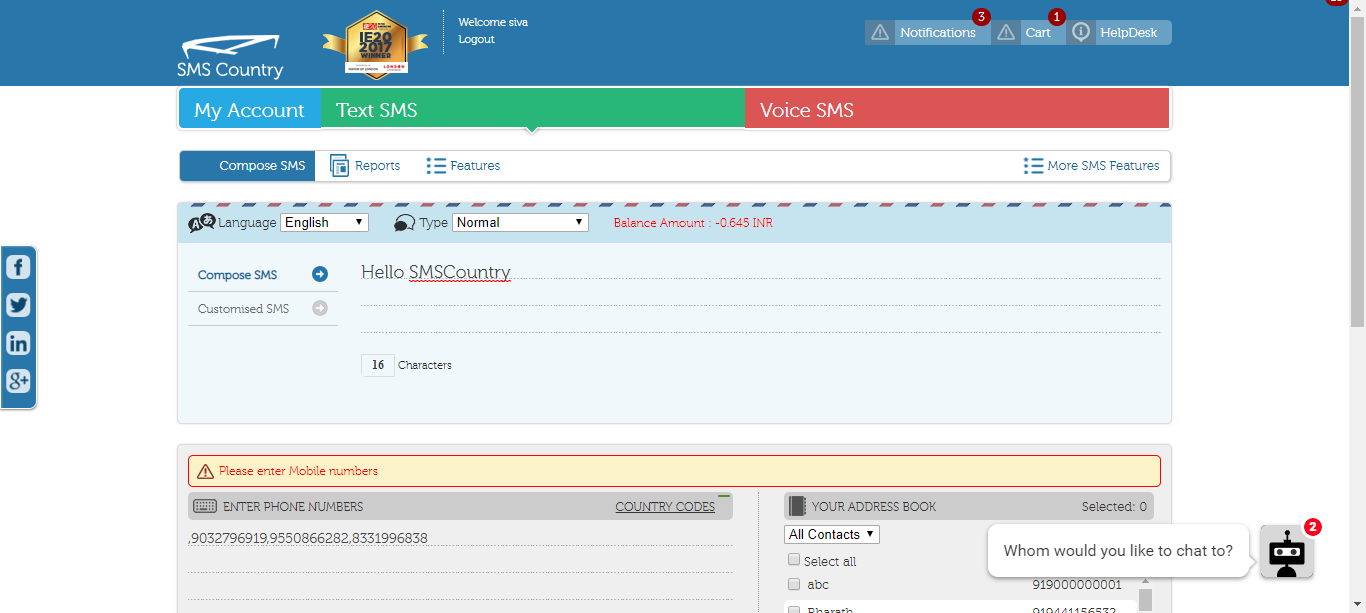 SMS Country
IE20
2017
WINNER
Welcome siva
Logout
3
Notifications
1
Cart
HelpDesk
My Account
Text SMS
Voice SMS
Compose SMS
Reports
Features
More SMS Features
Language
English
Type
Normal
Balance Amount : -0.645 INR
Compose SMS
Customised SMS
Hello SMSCountry
16
Characters
Please enter Mobile numbers
ENTER PHONE NUMBERS
COUNTRY CODES
,9032796919,9550866282,8331996838
YOUR ADDRESS BOOK
Selected: 0
All Contacts
Select all
abc
919000000001
Bharath
919441156532
Whom would you like to chat to?
2